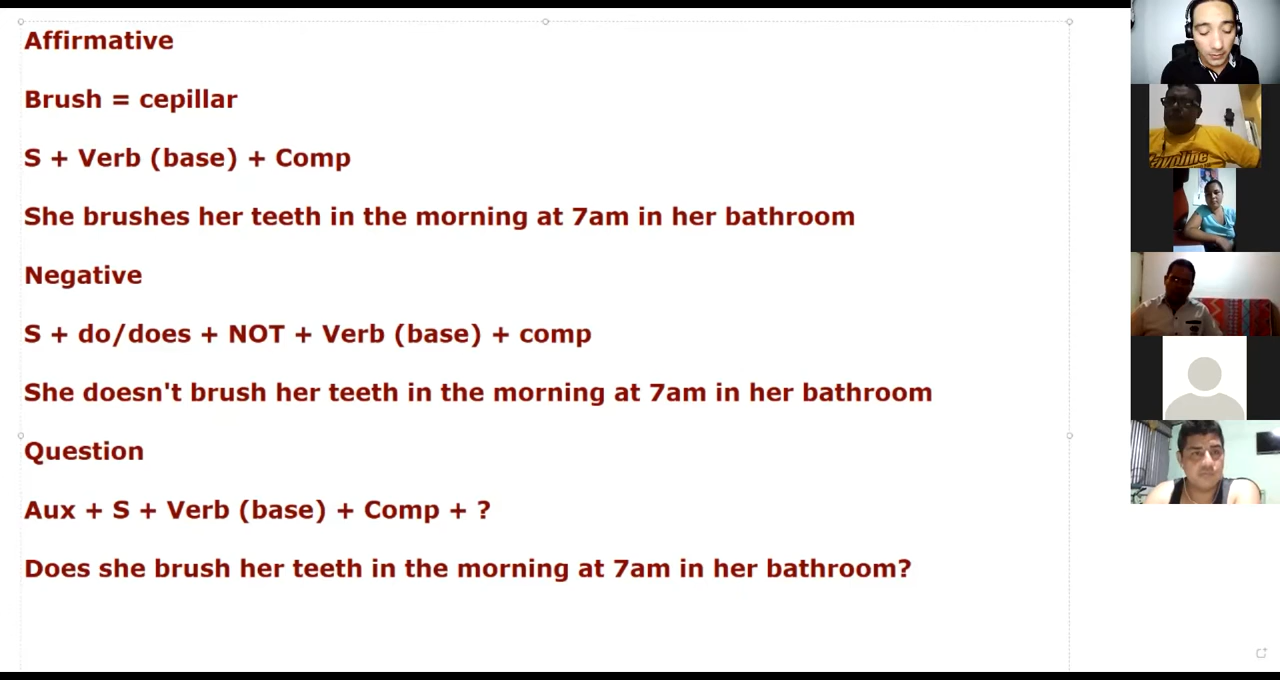 Affirmative
Brush = cepillar
S + Verb (base) + Comp
She brushes her teeth in the morning at 7am in her bathroom
Negative
S + do/does + NOT + Verb (base) + comp
She doesn't brush her teeth in the morning at 7am in her bathroom
Question
Aux + S + Verb (base) + Comp + ?
Does she brush her teeth in the morning at 7am in her bathroom?